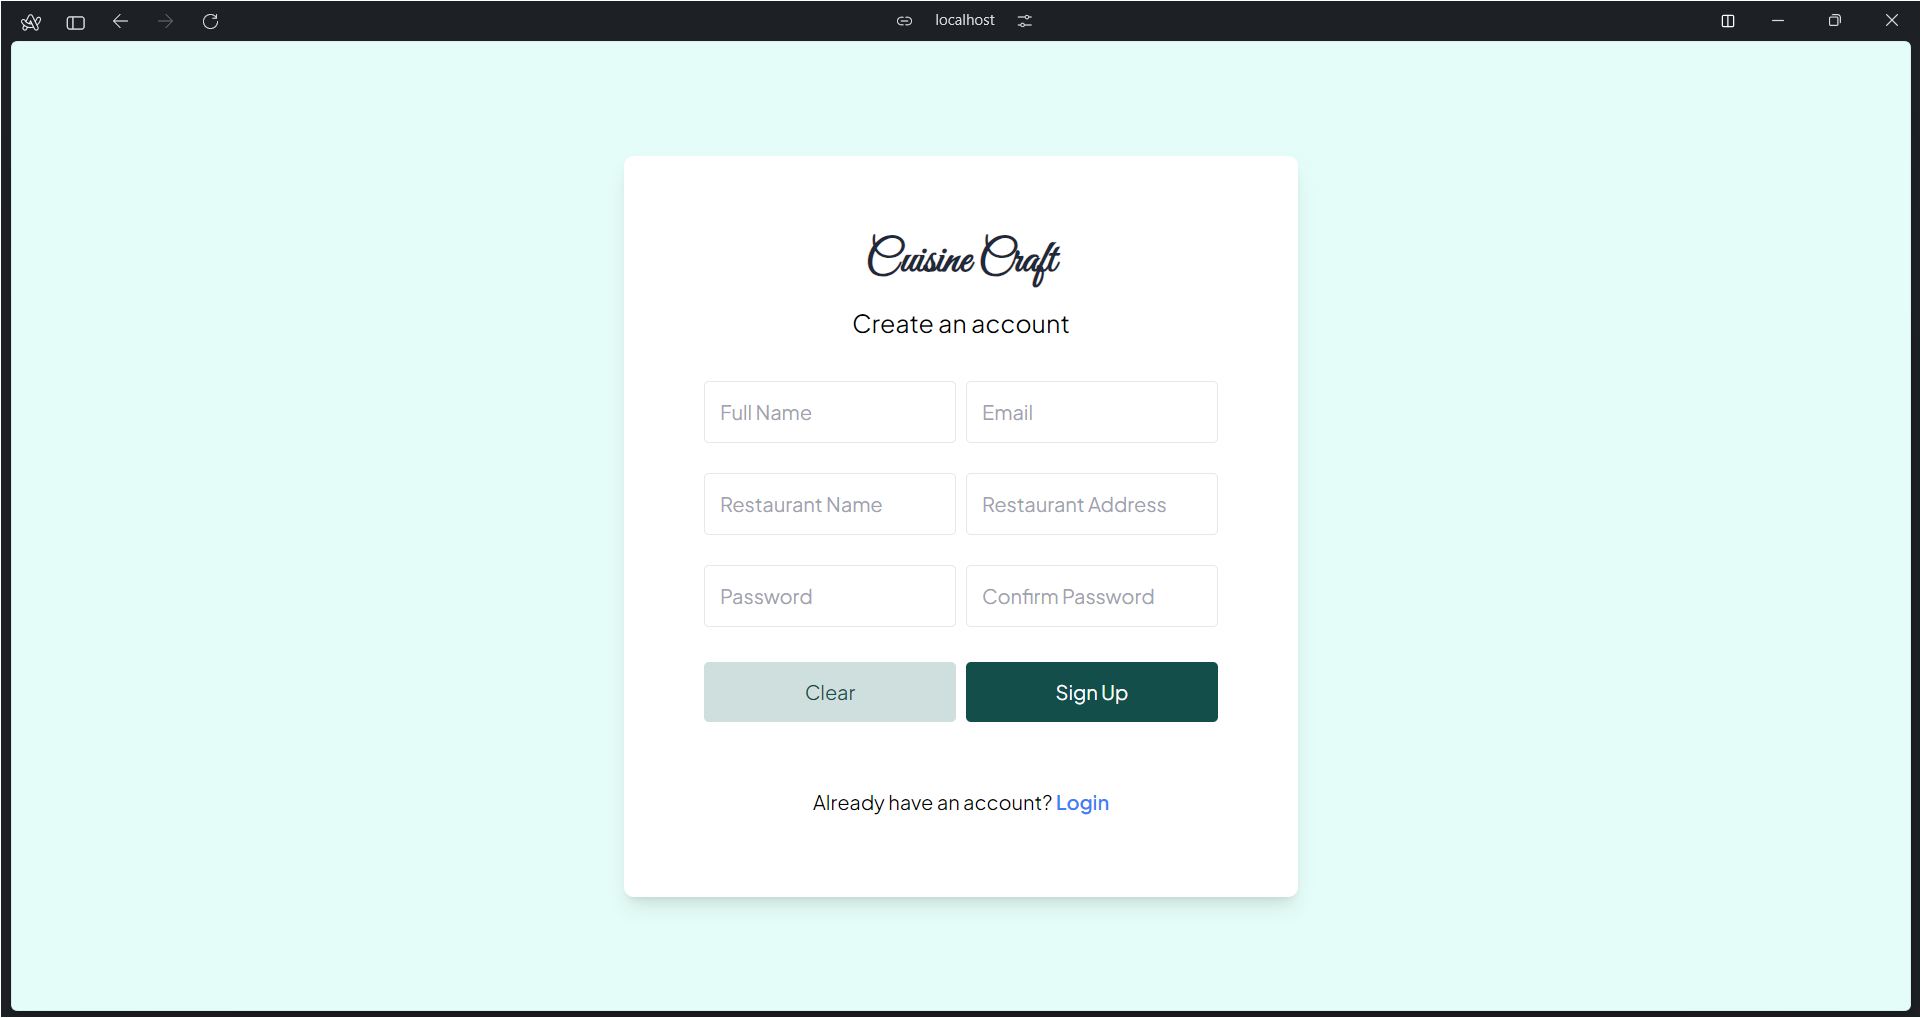 localhost
Cuisine Craft
Create an account
Full Name
Email
Restaurant Name
Restaurant Address
Password
Confirm Password
Clear
Sign Up
Already have an account? Login